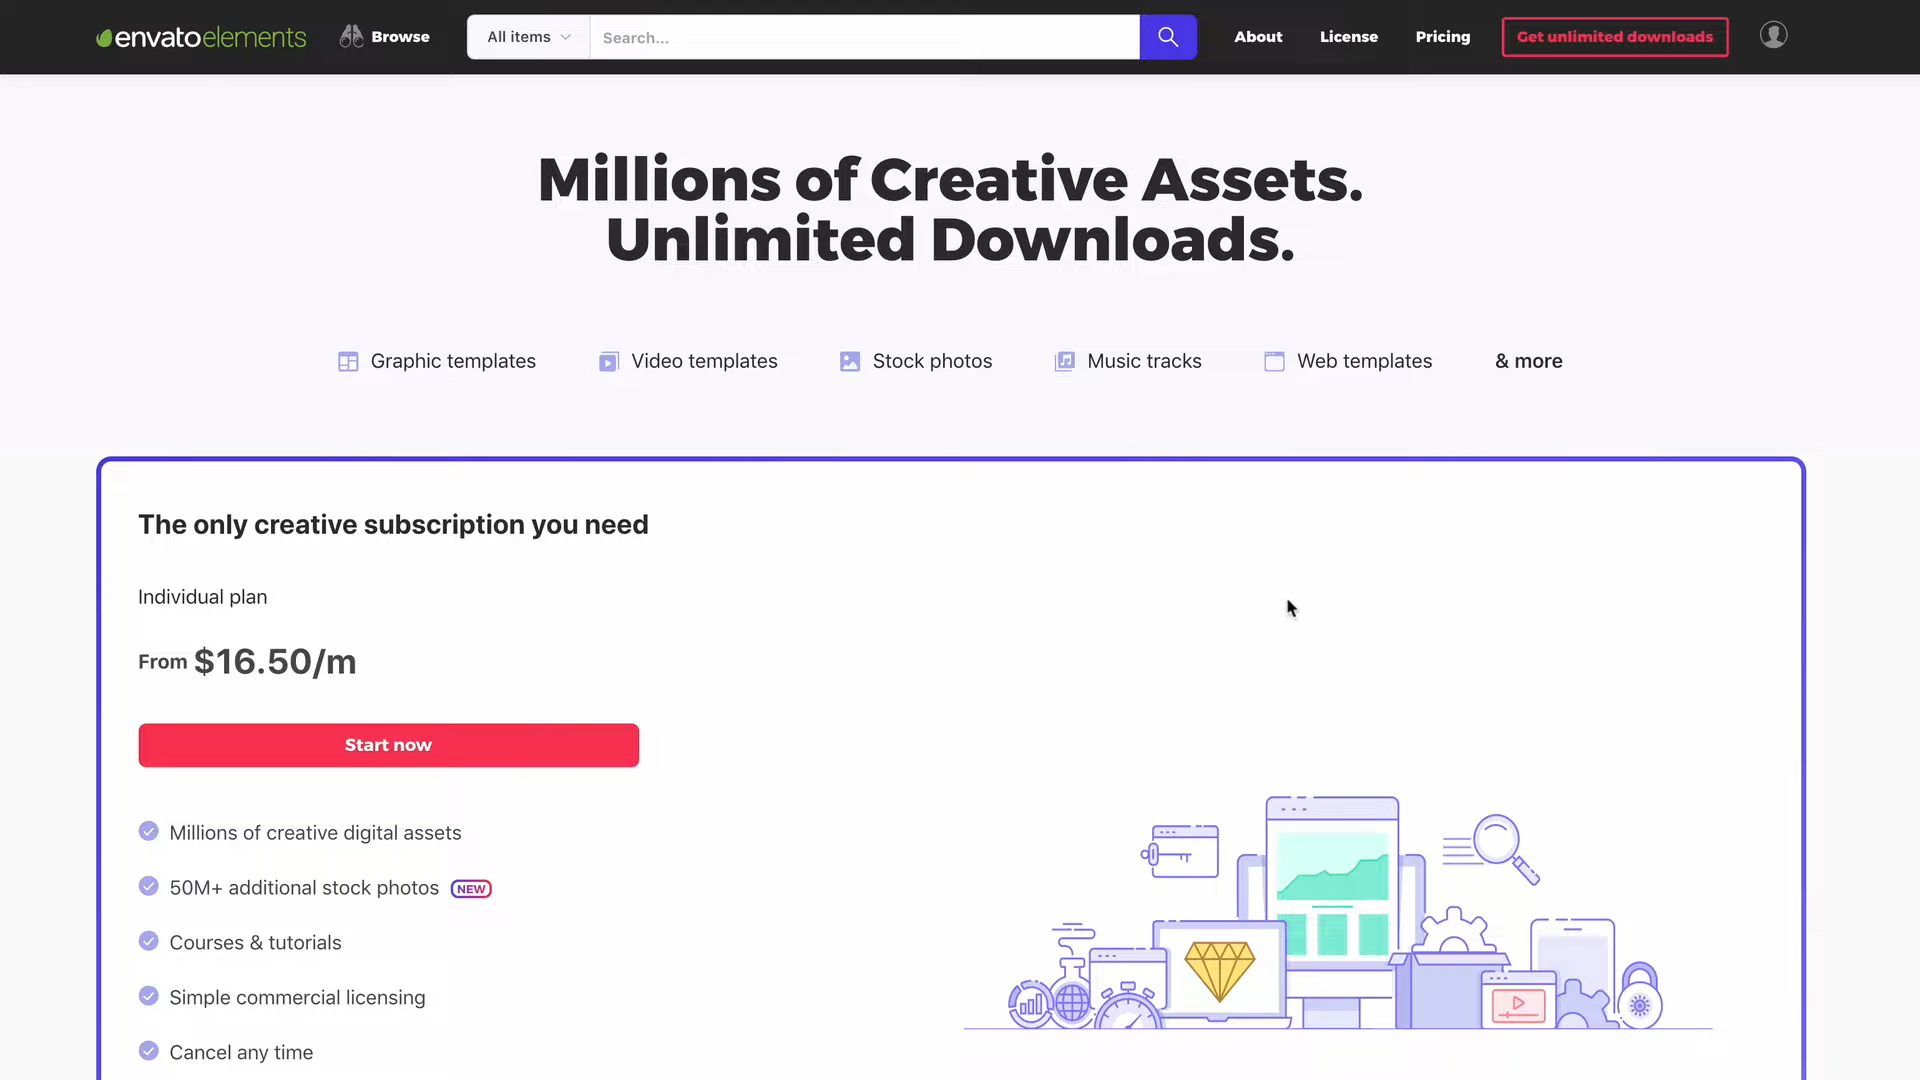 envatoelements Browse All items Search... About License Pricing Get unlimited downloads
Millions of Creative Assets.
Unlimited Downloads.
Graphic templates Video templates Stock photos Music tracks Web templates & more
The only creative subscription you need
Individual plan
From $16.50/m
Start now
Millions of creative digital assets
50M+ additional stock photos NEW
Courses & tutorials
Simple commercial licensing
Cancel any time